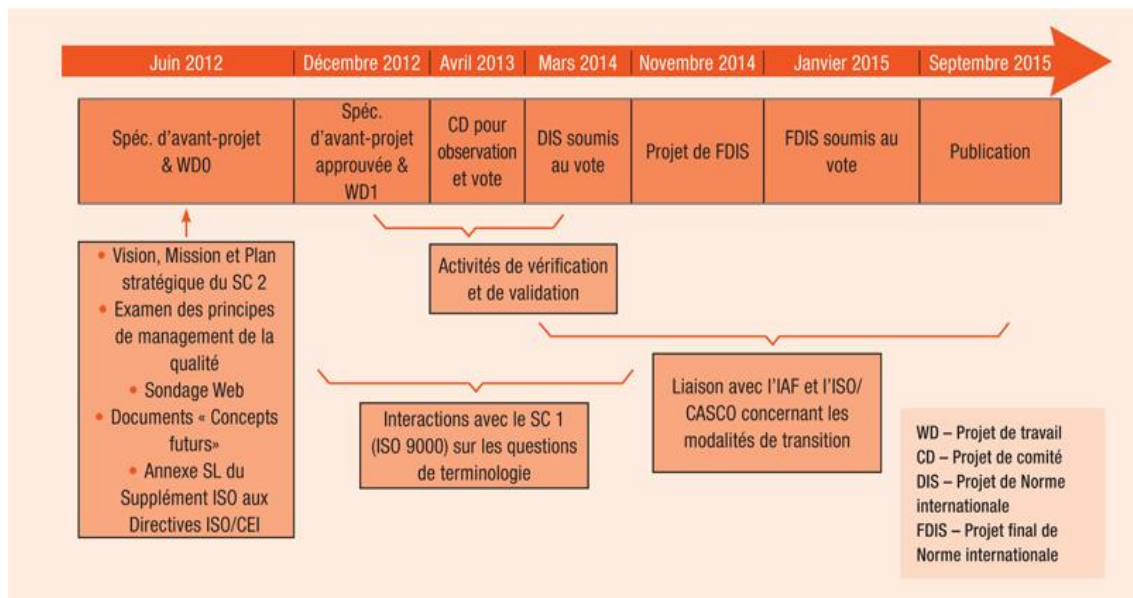 Juin 2012 | Décembre 2012 | Avril 2013 | Mars 2014 | Novembre 2014 | Janvier 2015 | Septembre 2015
Spéc. d’avant-projet
& WD0
Spéc.
d’avant-projet
approuvée &
WD1
CD pour
observation
et vote
DIS soumis
au vote
Projet de FDIS
FDIS soumis au
vote
Publication
• Vision, Mission et Plan
stratégique du SC 2
• Examen des principes
de management de la
qualité
• Sondage Web
• Documents « Concepts
futurs»
• Annexe SL du
Supplément ISO aux
Directives ISO/CEI
Activités de vérification
et de validation
Interactions avec le SC 1
(ISO 9000) sur les questions
de terminologie
Liaison avec l’IAF et l’ISO/
CASCO concernant les
modalités de transition
WD – Projet de travail
CD – Projet de comité
DIS – Projet de Norme
internationale
FDIS – Projet final de
Norme internationale